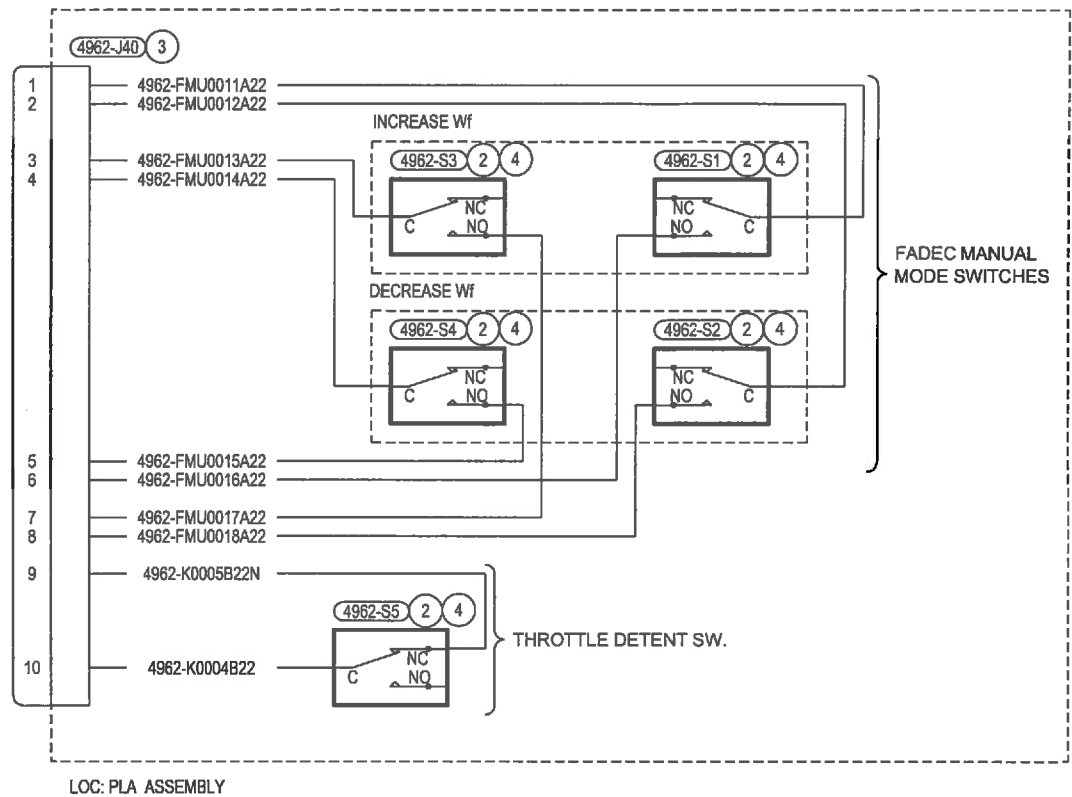 4962-J40 3
1 4962-FMU0011A22
2 4962-FMU0012A22
INCREASE Wf
3 4962-FMU0013A22
4 4962-FMU0014A22
4962-S3 2 4
NC
C NO
4962-S1 2 4
NC
NO C
FADEC MANUAL
MODE SWITCHES
DECREASE Wf
4962-S4 2 4
NC
C NO
4962-S2 2 4
NC
NO C
5 4962-FMU0015A22
6 4962-FMU0016A22
7 4962-FMU0017A22
8 4962-FMU0018A22
9 4962-K0005B22N
4962-S5 2 4
THROTTLE DETENT SW.
10 4962-K0004B22
NC
C NO
LOC: PLA ASSEMBLY